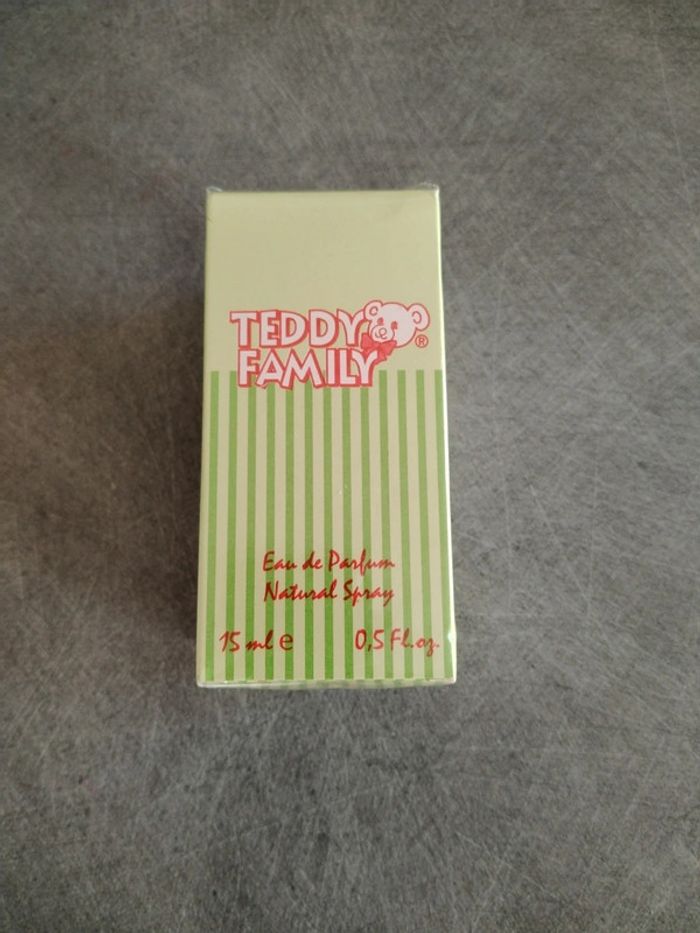 TEDDY
FAMILY®
Eau de Parfum
Natural Spray
15 ml e 0,5 Fl.oz.